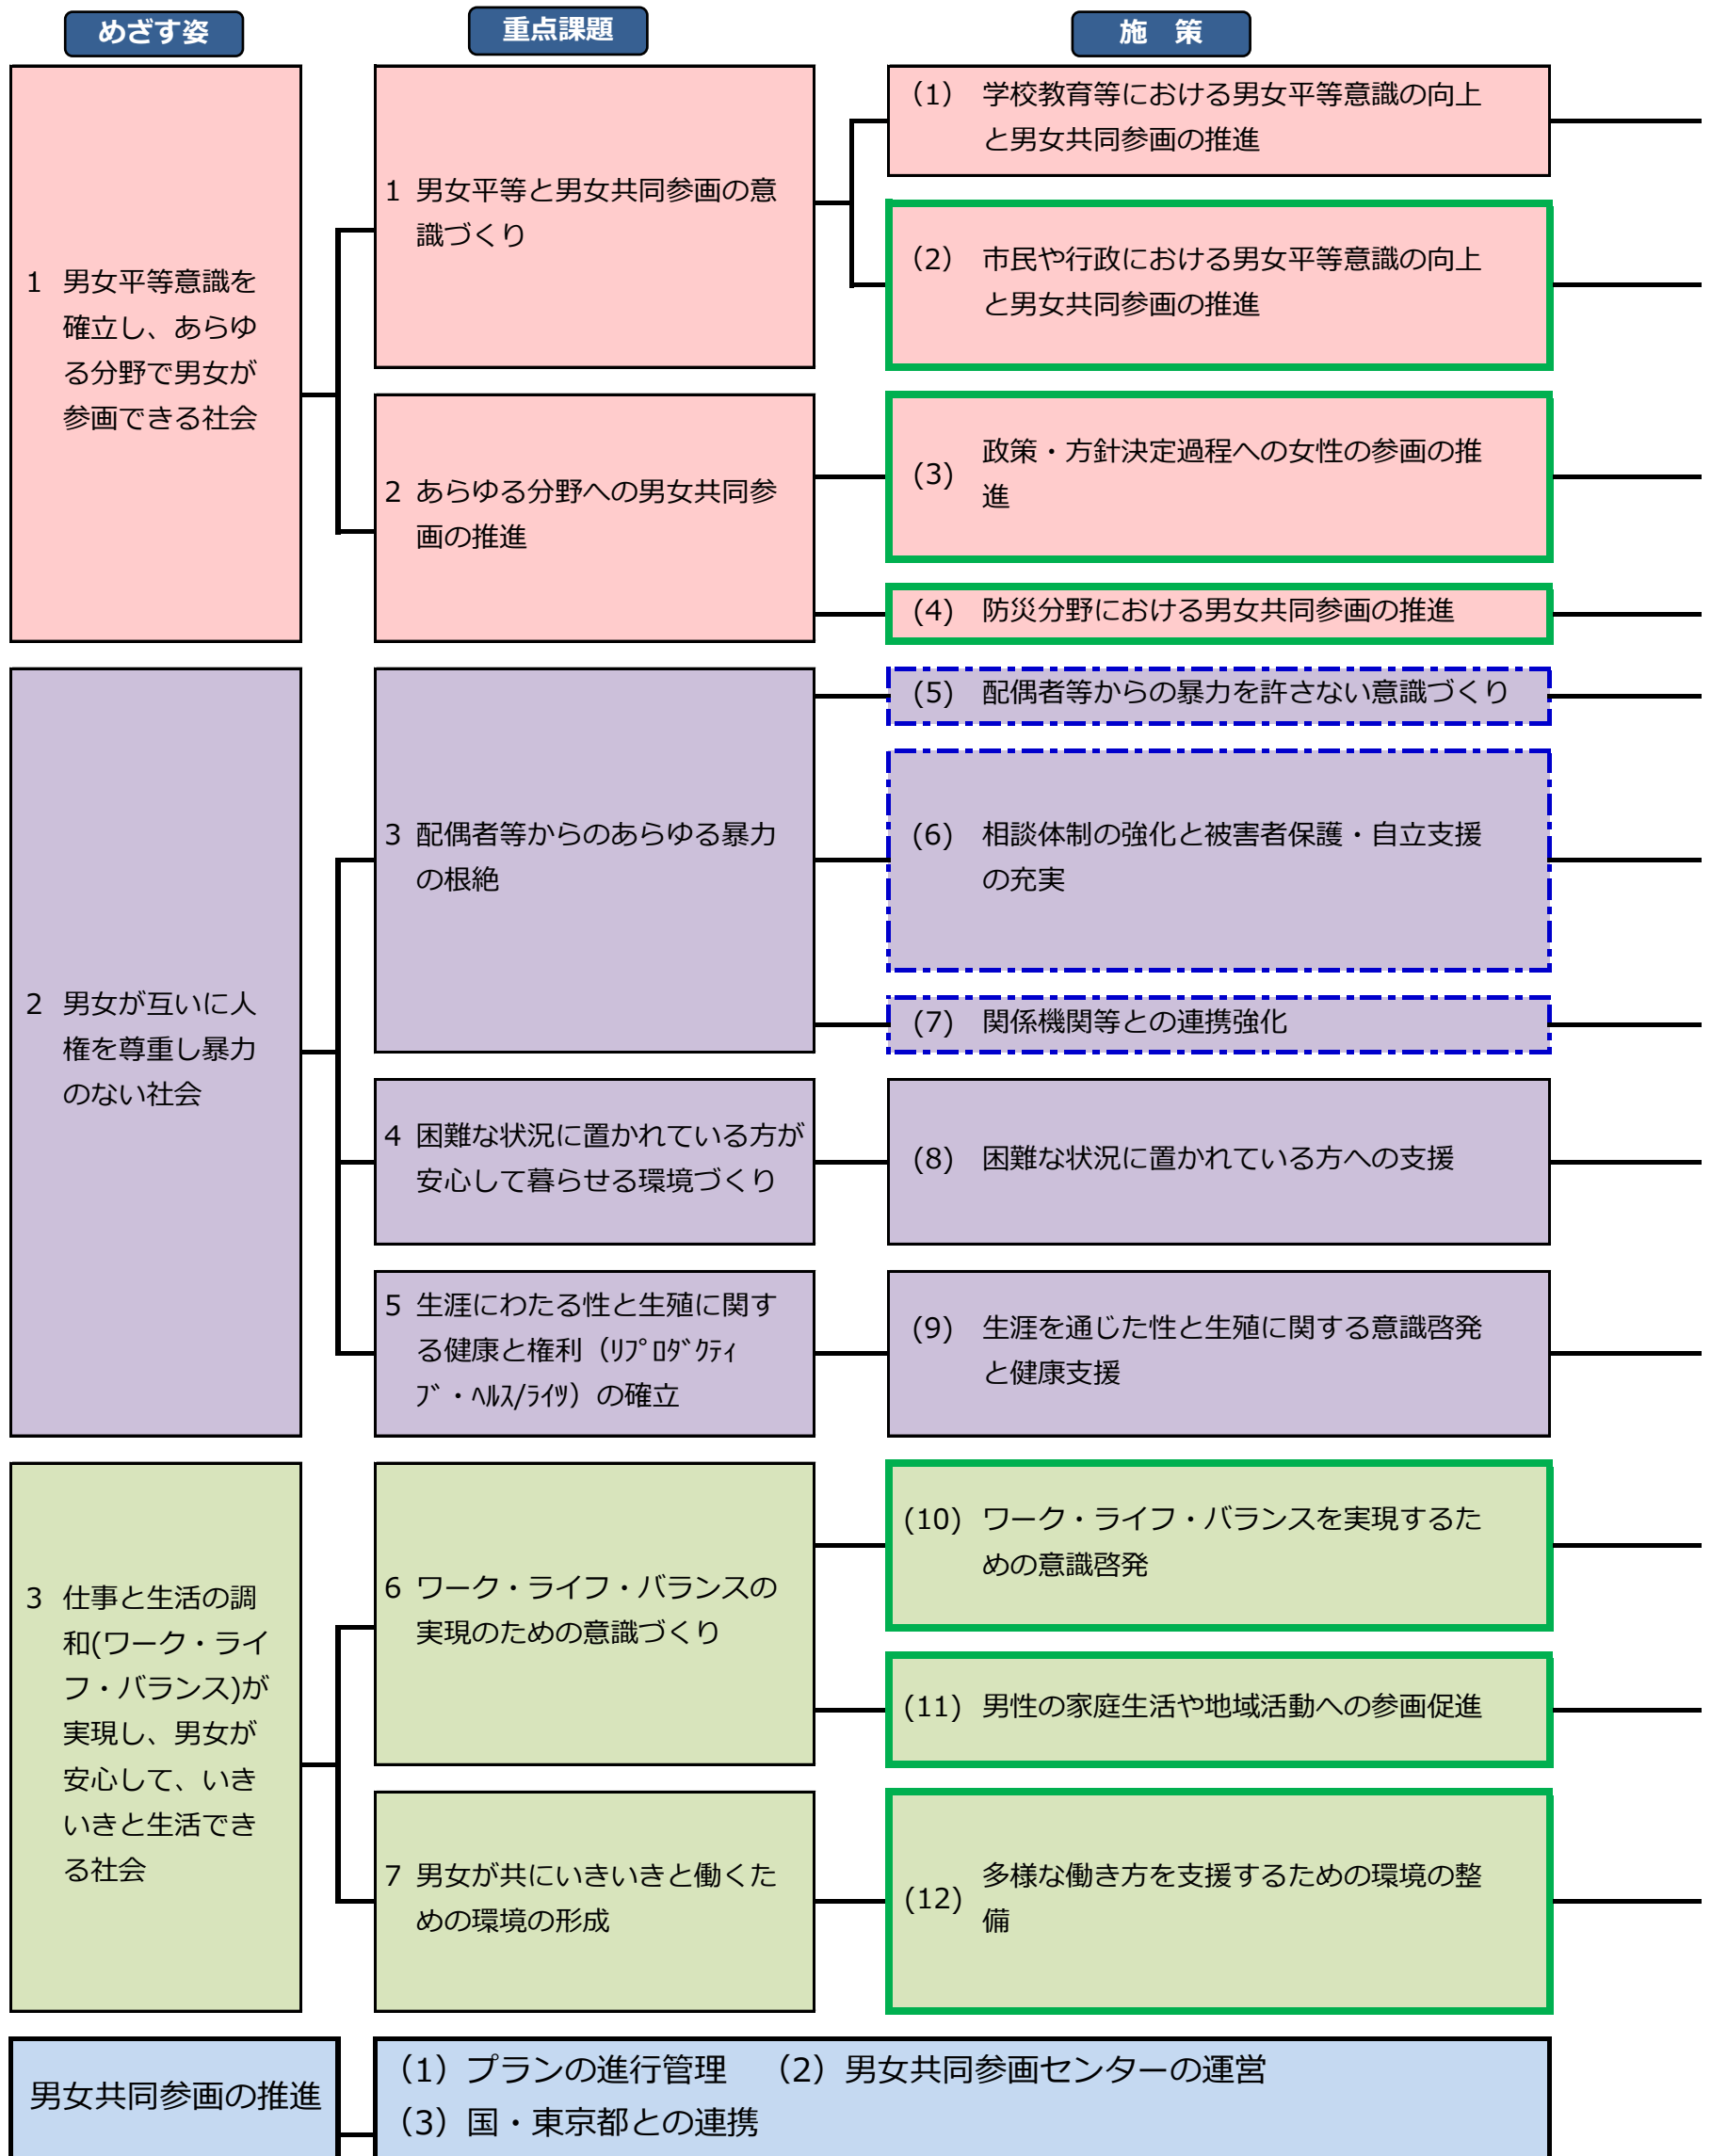 めざす姿
重点課題
施　策
1 男女平等意識を
確立し、あらゆ
る分野で男女が
参画できる社会
1 男女平等と男女共同参画の意
識づくり
（1） 学校教育等における男女平等意識の向上
と男女共同参画の推進
（2） 市民や行政における男女平等意識の向上
と男女共同参画の推進
2 あらゆる分野への男女共同参
画の推進
(3) 政策・方針決定過程への女性の参画の推
進
(4) 防災分野における男女共同参画の推進
2 男女が互いに人
権を尊重し暴力
のない社会
3 配偶者等からのあらゆる暴力
の根絶
(5) 配偶者等からの暴力を許さない意識づくり
(6) 相談体制の強化と被害者保護・自立支援
の充実
(7) 関係機関等との連携強化
4 困難な状況に置かれている方が
安心して暮らせる環境づくり
(8) 困難な状況に置かれている方への支援
5 生涯にわたる性と生殖に関す
る健康と権利（ﾘﾌﾟﾛﾀﾞｸﾃｨ
ﾌﾞ・ﾍﾙｽ/ﾗｲﾂ）の確立
(9) 生涯を通じた性と生殖に関する意識啓発
と健康支援
3 仕事と生活の調
和(ワーク・ライ
フ・バランス)が
実現し、男女が
安心して、いき
いきと生活でき
る社会
6 ワーク・ライフ・バランスの
実現のための意識づくり
(10) ワーク・ライフ・バランスを実現するた
めの意識啓発
(11) 男性の家庭生活や地域活動への参画促進
7 男女が共にいきいきと働くた
めの環境の形成
(12) 多様な働き方を支援するための環境の整
備
男女共同参画の推進
（1）プランの進行管理　（2）男女共同参画センターの運営
（3）国・東京都との連携